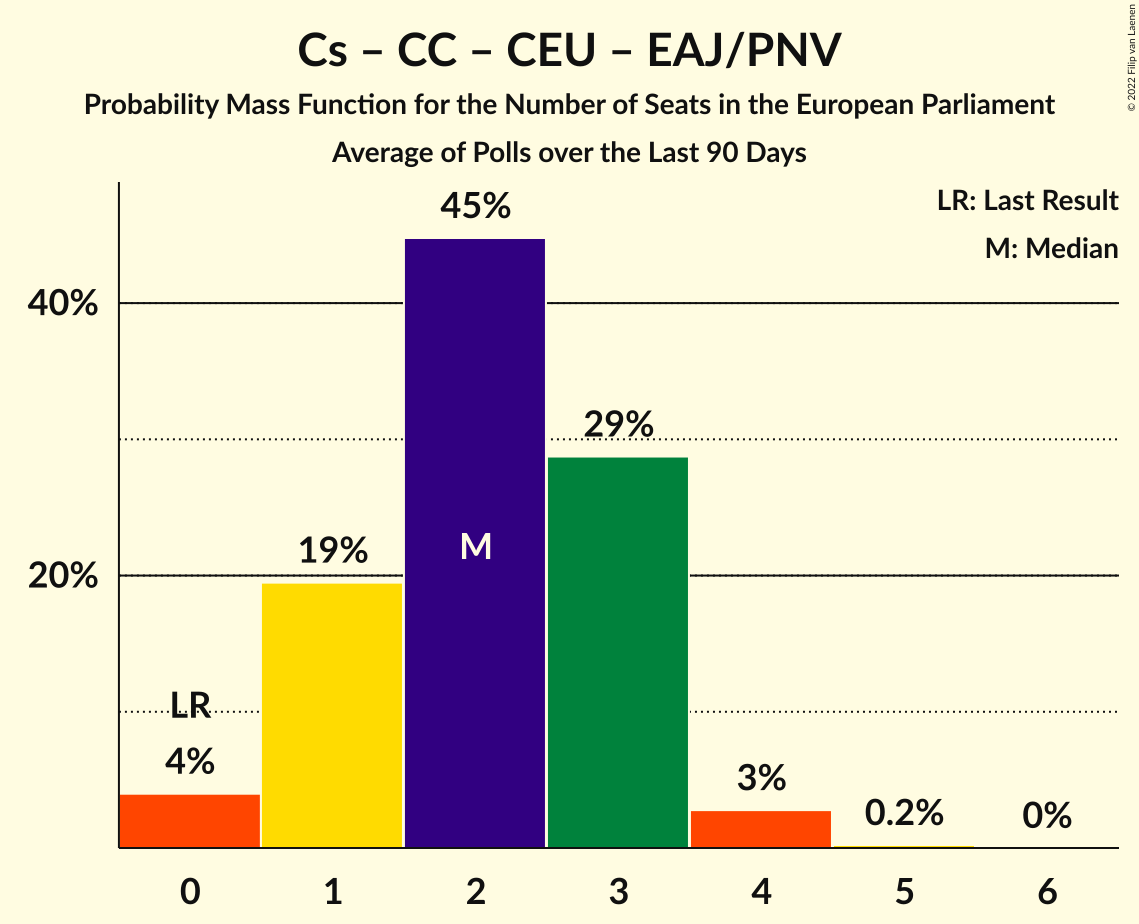 Cs – CC – CEU – EAJ/PNV
Probability Mass Function for the Number of Seats in the European Parliament
Average of Polls over the Last 90 Days
© 2022 Filip van Laenen
LR: Last Result
M: Median
45%
40%
29%
M
19%
20%
LR
4%
3%
0.2%
0%
0 1 2 3 4 5 6